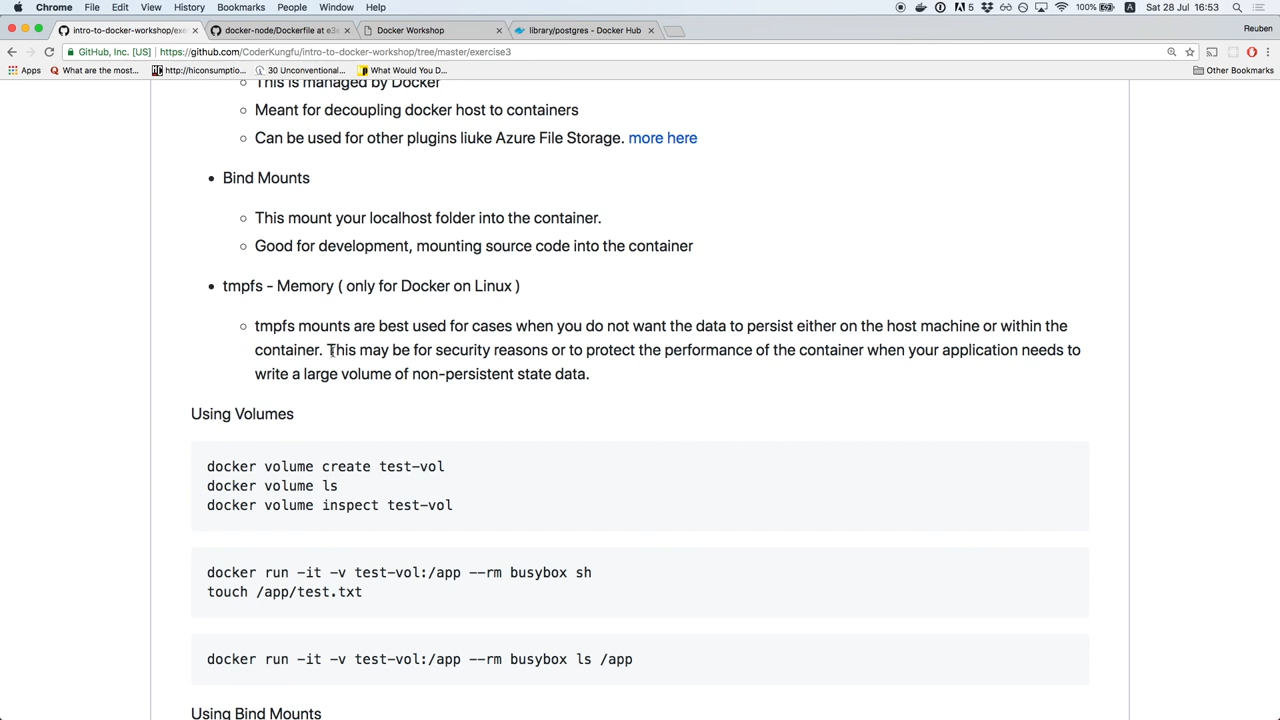 Chrome File Edit View History Bookmarks People Window Help 5 100% A Sat 28 Jul 16:53
intro-to-docker-workshop/exe docker-node/Dockerfile at e3 Docker Workshop library/postgres - Docker Hub Reuben
GitHub, Inc. [US] https://github.com/CoderKungfu/intro-to-docker-workshop/tree/master/exercise3
Apps What are the most... http://hiconsumptio... 30 Unconventional... What Would You D... Other Bookmarks
This is managed by Docker
Meant for decoupling docker host to containers
Can be used for other plugins liuke Azure File Storage. more here
Bind Mounts
This mount your localhost folder into the container.
Good for development, mounting source code into the container
tmpfs - Memory ( only for Docker on Linux )
tmpfs mounts are best used for cases when you do not want the data to persist either on the host machine or within the
container. This may be for security reasons or to protect the performance of the container when your application needs to
write a large volume of non-persistent state data.
Using Volumes
docker volume create test-vol
docker volume ls
docker volume inspect test-vol
docker run -it -v test-vol:/app --rm busybox sh
touch /app/test.txt
docker run -it -v test-vol:/app --rm busybox ls /app
Using Bind Mounts